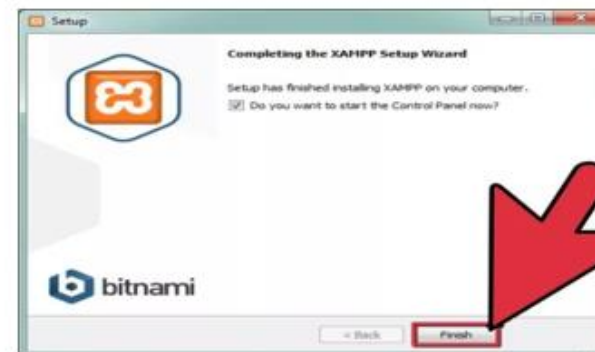 Setup
Completing the XAMPP Setup Wizard
Setup has finished installing XAMPP on your computer.
Do you want to start the Control Panel now?
bitnami
< Back
Finish